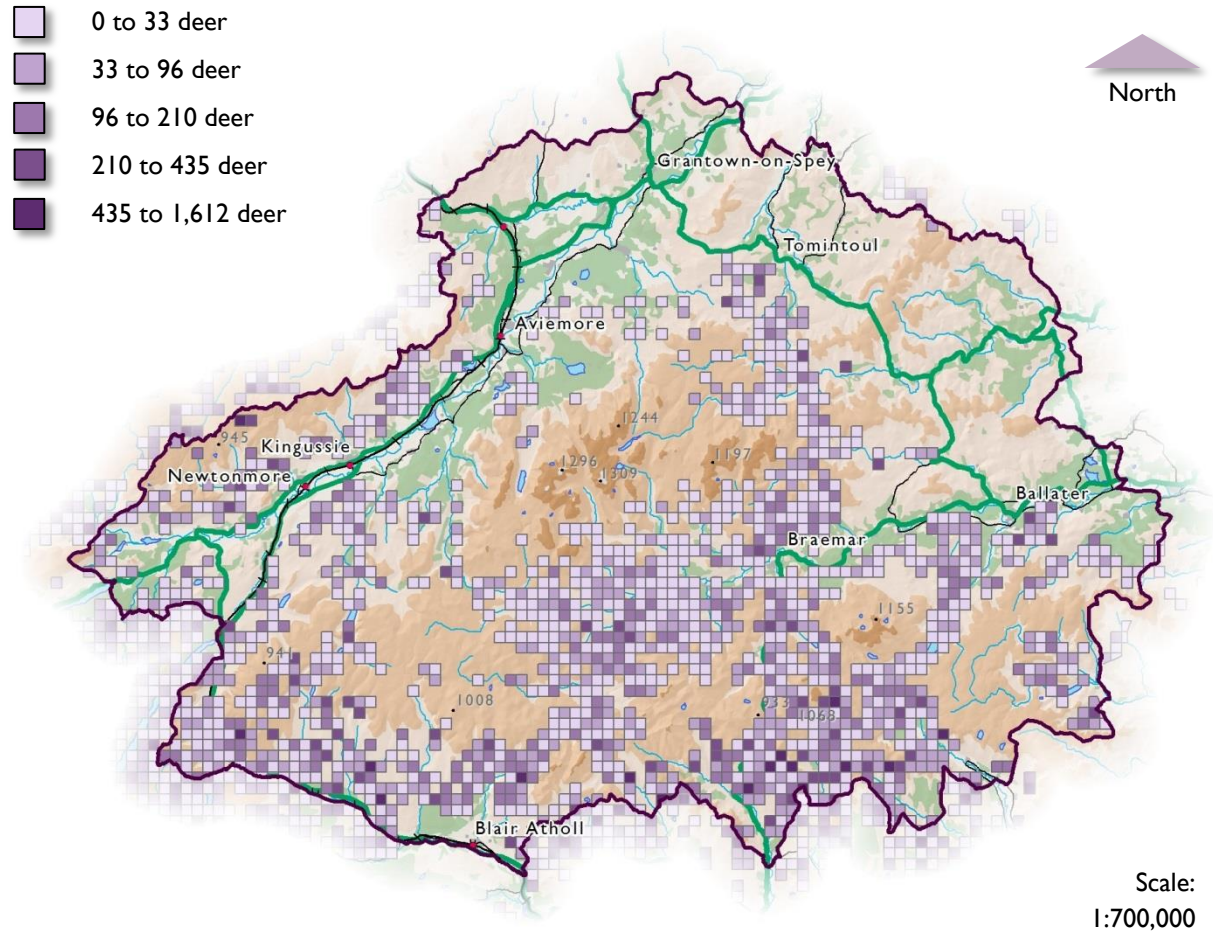 0 to 33 deer
33 to 96 deer
96 to 210 deer
210 to 435 deer
435 to 1,612 deer
North
Grantown-on-Spey
Tomintoul
Aviemore
1244
945
Kingussie
1296
1309
1197
Newtonmore
Ballater
Braemar
1155
941
1008
933
1068
Blair Atholl
Scale:
1:700,000